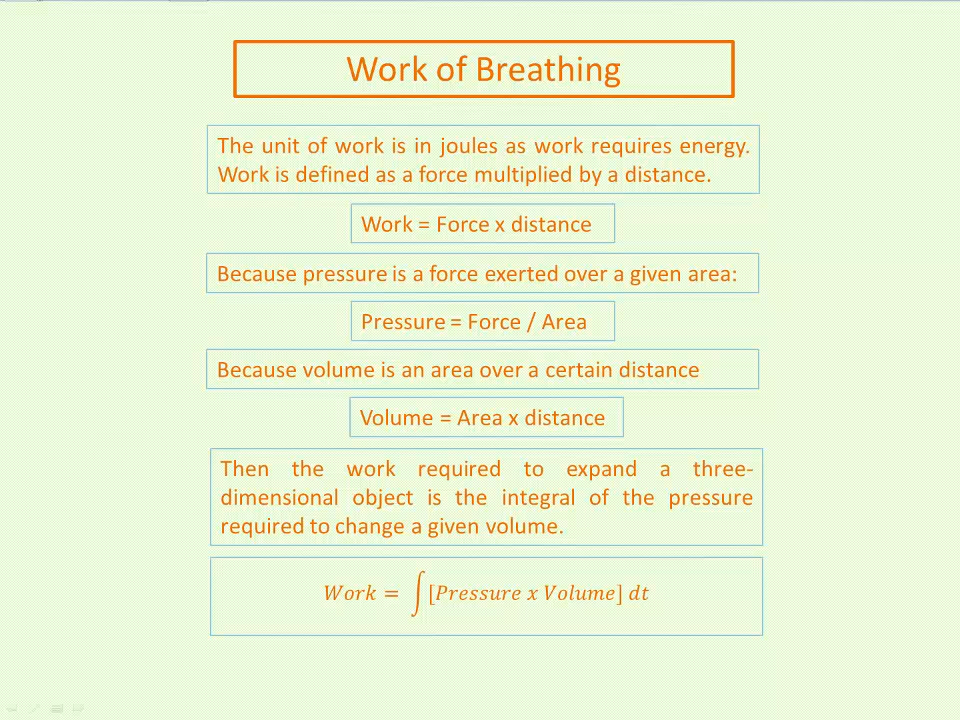 Work of Breathing
The unit of work is in joules as work requires energy.
Work is defined as a force multiplied by a distance.
Work = Force x distance
Because pressure is a force exerted over a given area:
Pressure = Force / Area
Because volume is an area over a certain distance
Volume = Area x distance
Then the work required to expand a three-
dimensional object is the integral of the pressure
required to change a given volume.
𝑊𝑜𝑟𝑘 = ∫[𝑃𝑟𝑒𝑠𝑠𝑢𝑟𝑒 𝑥 𝑉𝑜𝑙𝑢𝑚𝑒] 𝑑𝑡